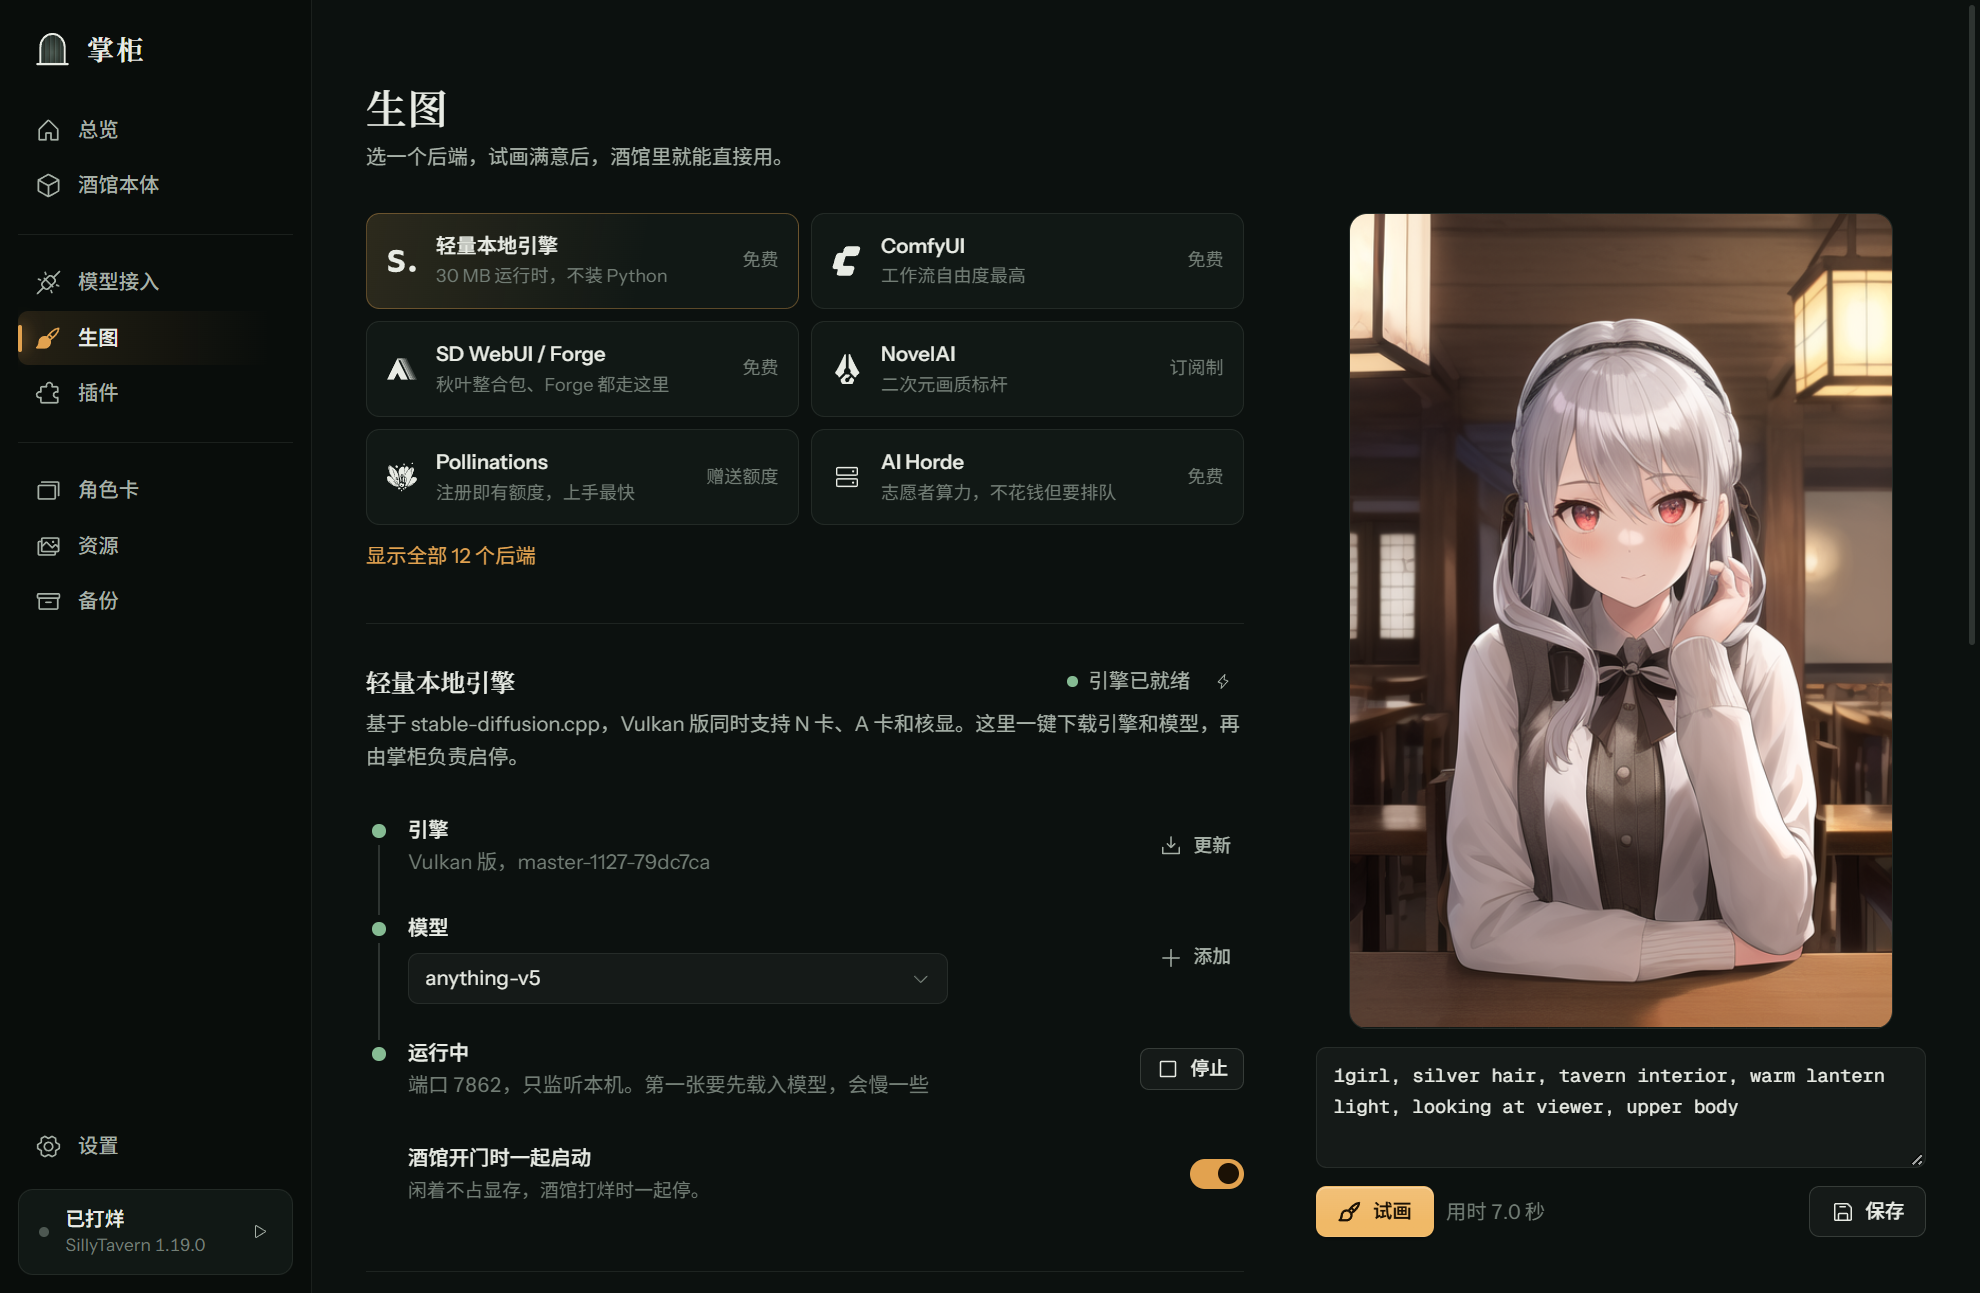 掌柜
总览
酒馆本体
模型接入
生图
插件
角色卡
资源
备份
设置
已打烊
SillyTavern 1.19.0
生图
选一个后端，试画满意后，酒馆里就能直接用。
S.
轻量本地引擎
30 MB 运行时，不装 Python
免费
ComfyUI
工作流自由度最高
免费
SD WebUI / Forge
秋叶整合包、Forge 都走这里
免费
NovelAI
二次元画质标杆
订阅制
Pollinations
注册即有额度，上手最快
赠送额度
AI Horde
志愿者算力，不花钱但要排队
免费
显示全部 12 个后端
轻量本地引擎
引擎已就绪
基于 stable-diffusion.cpp，Vulkan 版同时支持 N 卡、A 卡和核显。这里一键下载引擎和模型，再
由掌柜负责启停。
引擎
Vulkan 版，master-1127-79dc7ca
更新
模型
anything-v5
添加
运行中
端口 7862，只监听本机。第一张要先载入模型，会慢一些
停止
酒馆开门时一起启动
闲着不占显存，酒馆打烊时一起停。
1girl, silver hair, tavern interior, warm lantern
light, looking at viewer, upper body
试画
用时 7.0 秒
保存